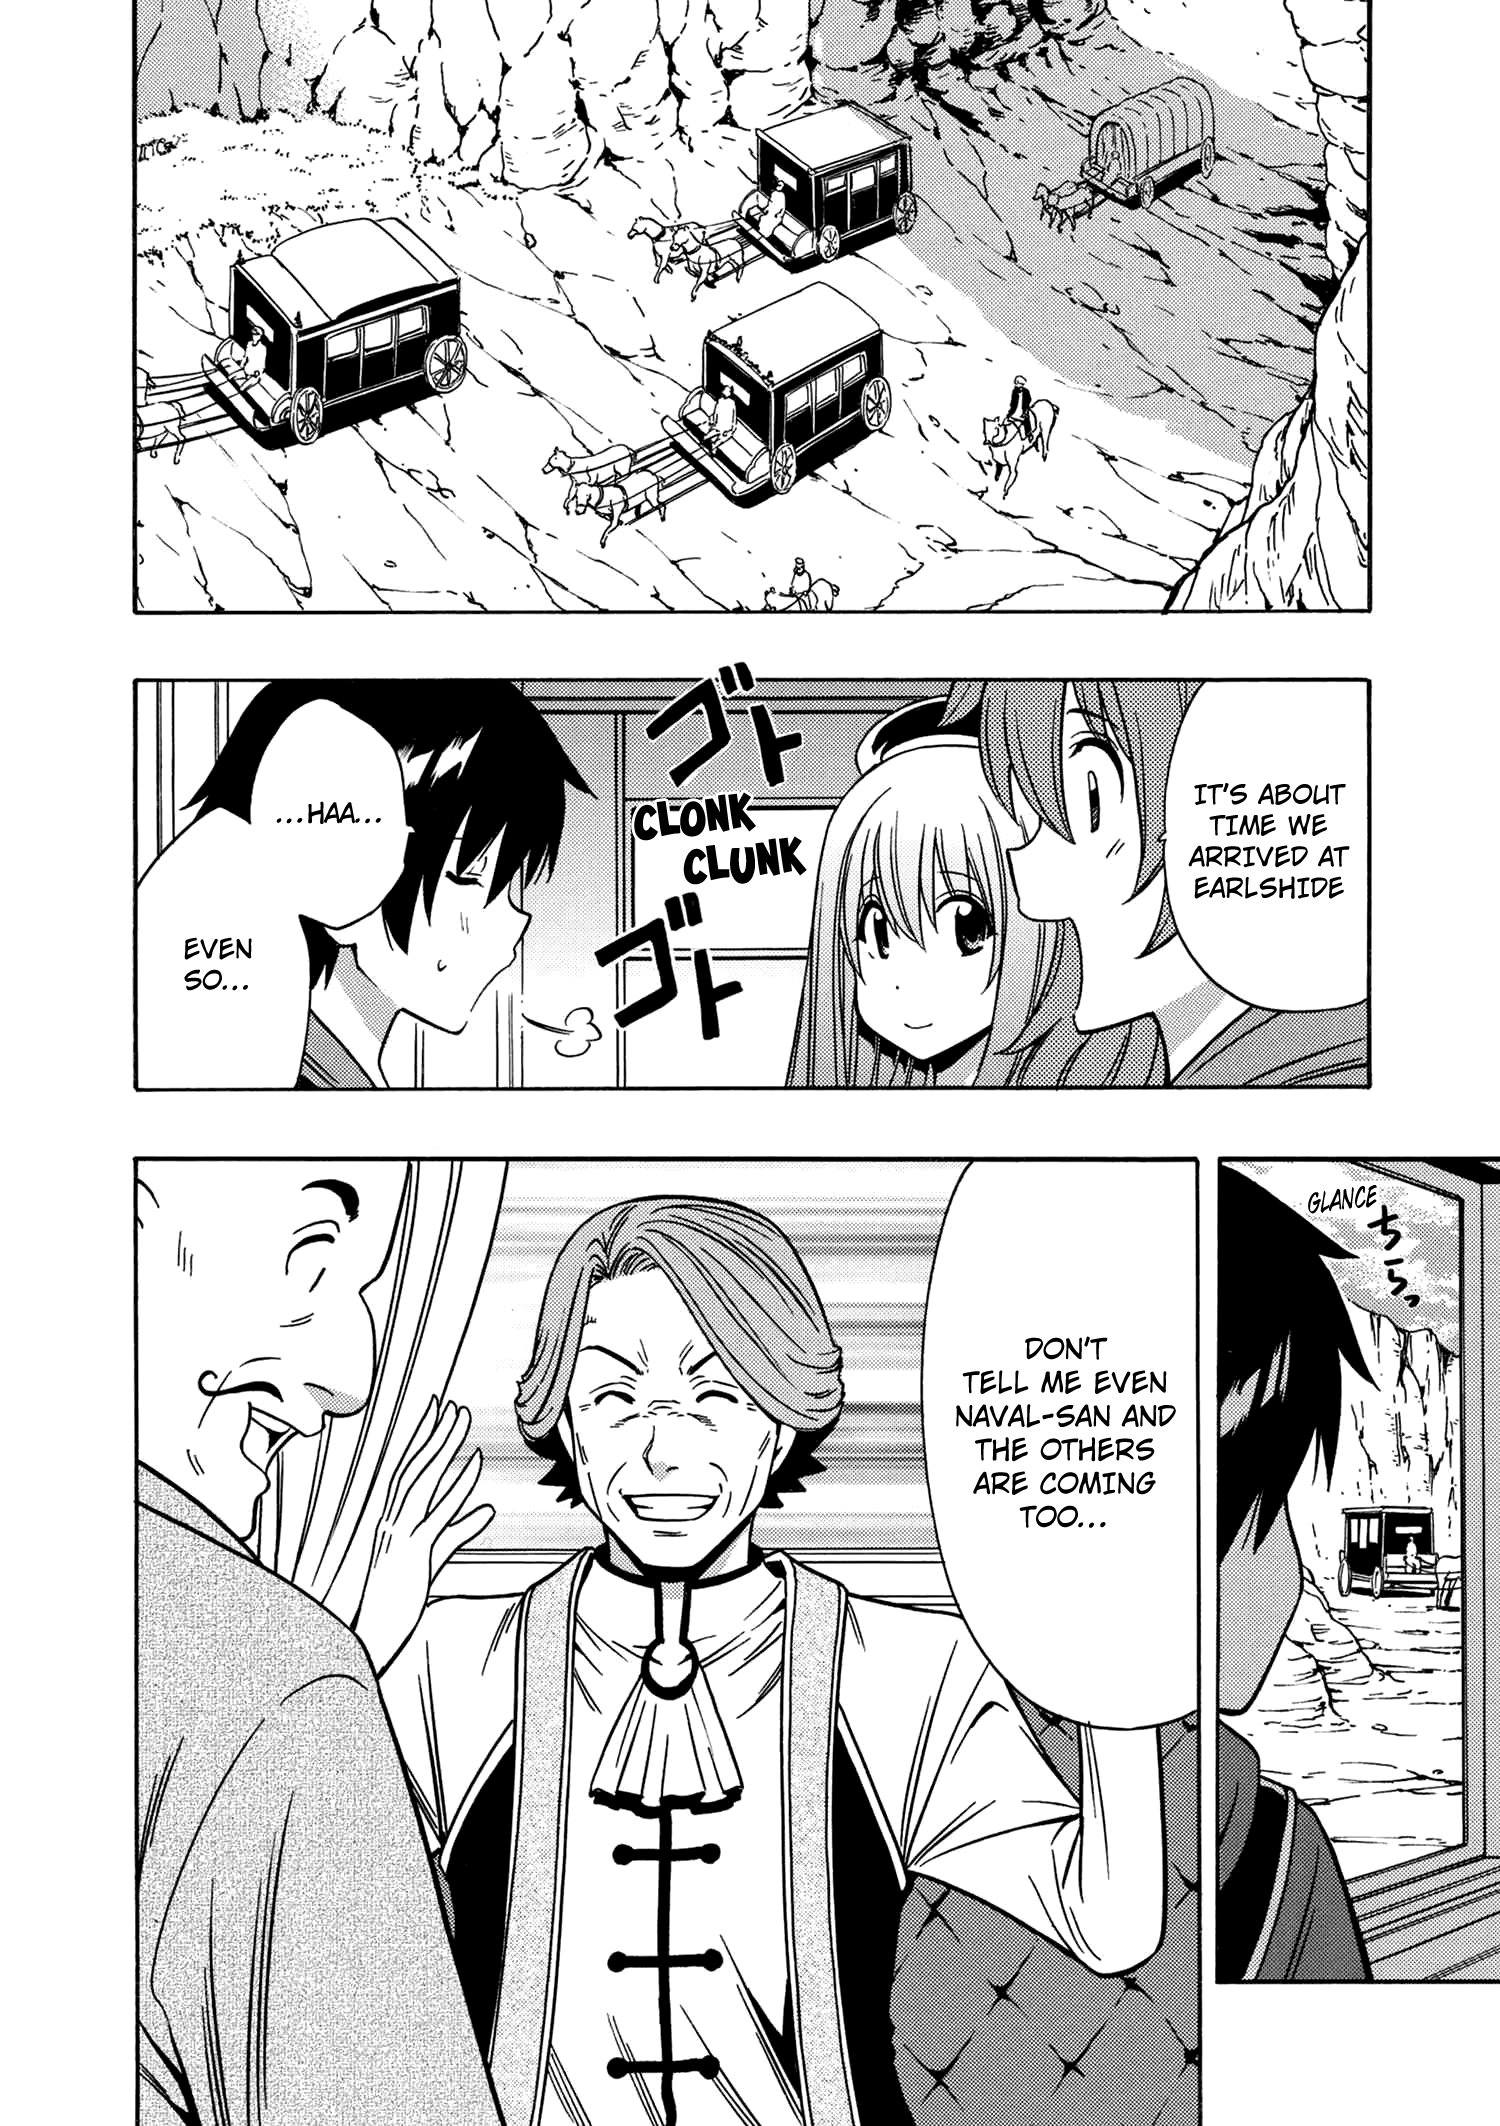 IT'S ABOUT
TIME WE
ARRIVED AT
EARLSHIDE
ゴト
CLONK
CLUNK
ゴト
...HAA...
EVEN
SO...
GLANCE
ちらっ
DON'T
TELL ME EVEN
NAVAL-SAN AND
THE OTHERS
ARE COMING
TOO...